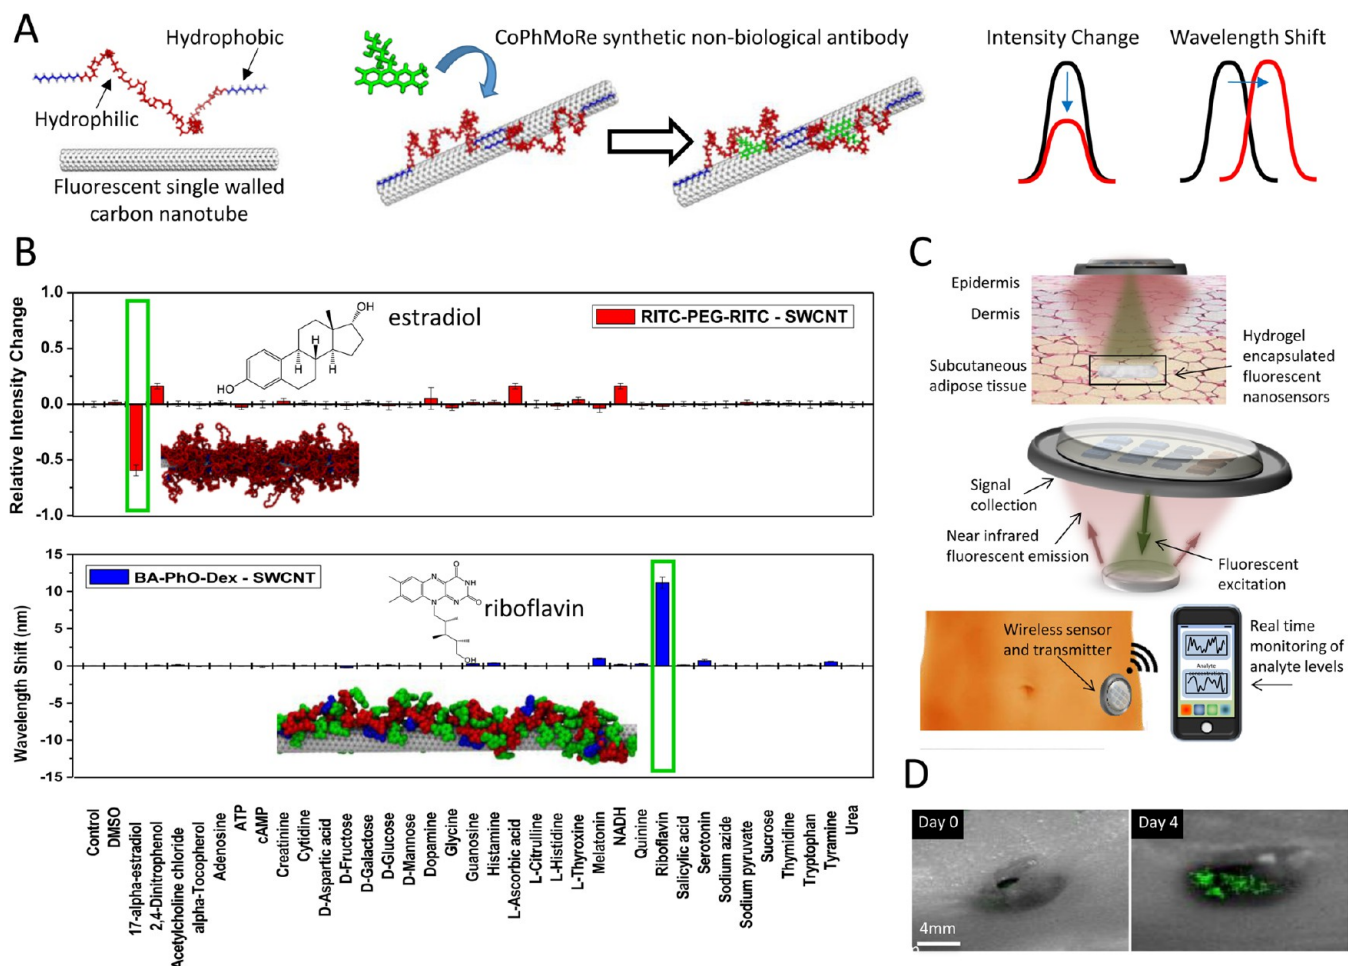 A
Hydrophobic
Hydrophilic
Fluorescent single walled
carbon nanotube
CoPhMoRe synthetic non-biological antibody
Intensity Change
Wavelength Shift
B
Relative Intensity Change
1.0
0.5
0.0
-0.5
-1.0
OH
H
H
H
HO
estradiol
RITC-PEG-RITC - SWCNT
Wavelength Shift (nm)
15
10
5
0
-5
-10
-15
BA-PhO-Dex - SWCNT
O
N
NH
N
N
O
OH
riboflavin
Control
DMSO
17-alpha-estradiol
2,4-Dinitrophenol
Acetylcholine chloride
alpha-Tocopherol
Adenosine
ATP
cAMP
Creatinine
Cytidine
D-Aspartic acid
D-Fructose
D-Galactose
D-Glucose
D-Mannose
Dopamine
Glycine
Guanosine
Histamine
L-Ascorbic acid
L-Citrulline
L-Histidine
L-Thyroxine
Melatonin
NADH
Quinine
Riboflavin
Salicylic acid
Serotonin
Sodium azide
Sodium pyruvate
Sucrose
Thymidine
Tryptophan
Tyramine
Urea
C
Epidermis
Dermis
Subcutaneous
adipose tissue
Hydrogel
encapsulated
fluorescent
nanosensors
Signal
collection
Near infrared
fluorescent emission
Fluorescent
excitation
Wireless sensor
and transmitter
Analyte
Real time
monitoring of
analyte levels
D
Day 0
4mm
Day 4